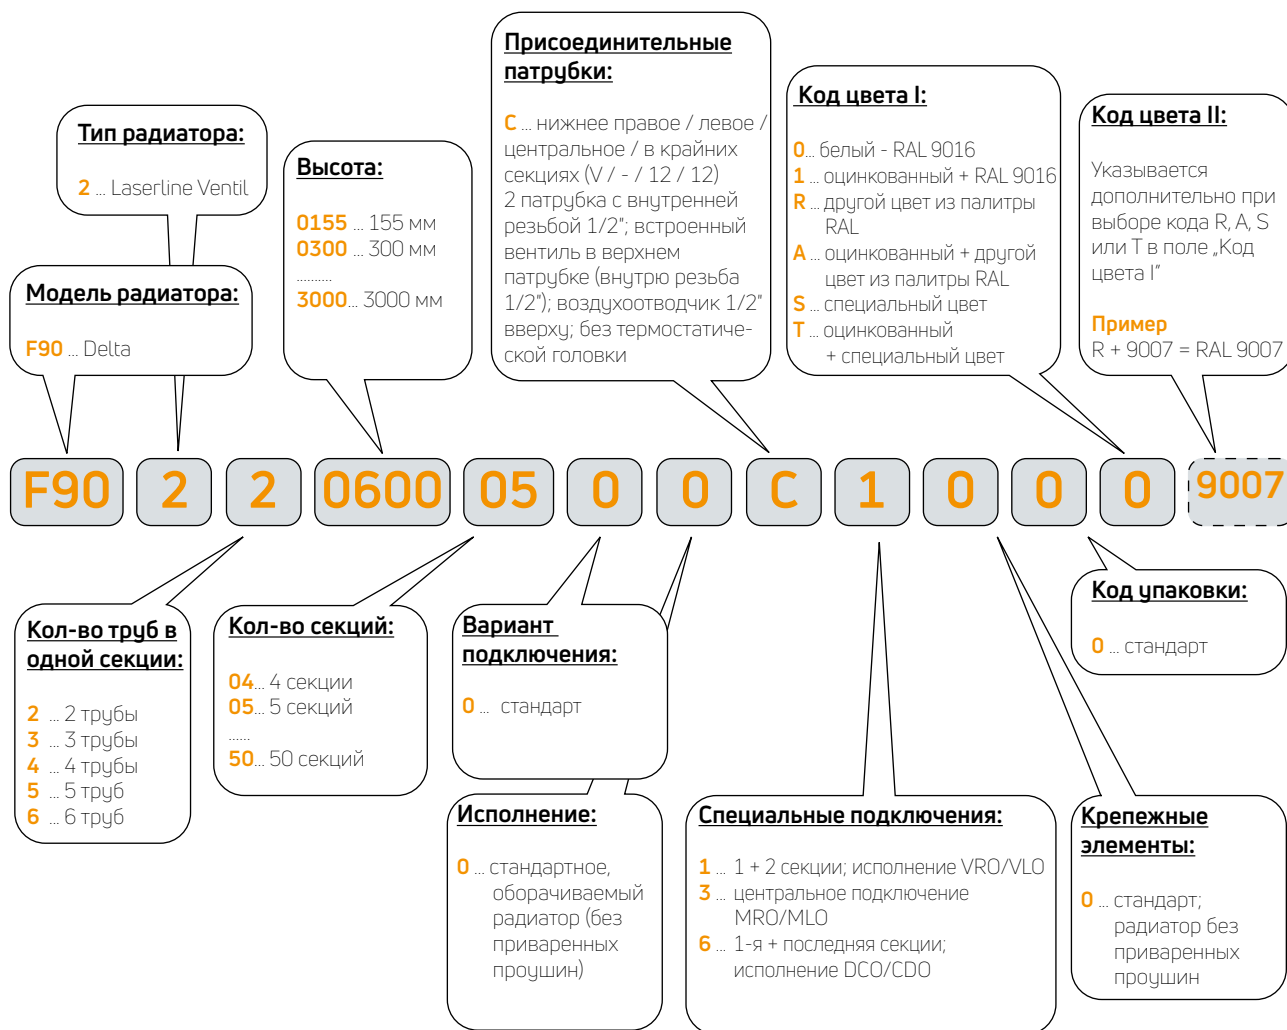 Присоединительные
патрубки:
C ... нижнее правое / левое /
центральное / в крайних
секциях (V / - / 12 / 12)
2 патрубка с внутренней
резьбой 1/2"; встроенный
вентиль в верхнем
патрубке (внутрю резьба
1/2"); воздухоотводчик 1/2"
вверху; без термостатиче-
ской головки
Код цвета I:
0... белый - RAL 9016
1 ... оцинкованный + RAL 9016
R ... другой цвет из палитры
RAL
A ... оцинкованный + другой
цвет из палитры RAL
S ... специальный цвет
T ... оцинкованный
+ специальный цвет
Код цвета II:
Указывается
дополнительно при
выборе кода R, A, S
или T в поле „Код
цвета I"
Пример
R + 9007 = RAL 9007
Тип радиатора:
2 ... Laserline Ventil
Высота:
0155 ... 155 мм
0300 ... 300 мм
..........
3000... 3000 мм
Модель радиатора:
F90 ... Delta
F90 2 2 0600 05 0 0 C 1 0 0 0 9007
Кол-во труб в
одной секции:
2 ... 2 трубы
3 ... 3 трубы
4 ... 4 трубы
5 ... 5 труб
6 ... 6 труб
Кол-во секций:
04... 4 секции
05... 5 секций
......
50... 50 секций
Вариант
подключения:
0 ... стандарт
Код упаковки:
0 ... стандарт
Исполнение:
0 ... стандартное,
оборачиваемый
радиатор (без
приваренных
проушин)
Специальные подключения:
1 ... 1 + 2 секции; исполнение VRO/VLO
3 ... центральное подключение
MRO/MLO
6 ... 1-я + последняя секции;
исполнение DCO/CDO
Крепежные
элементы:
0 ... стандарт;
радиатор без
приваренных
проушин